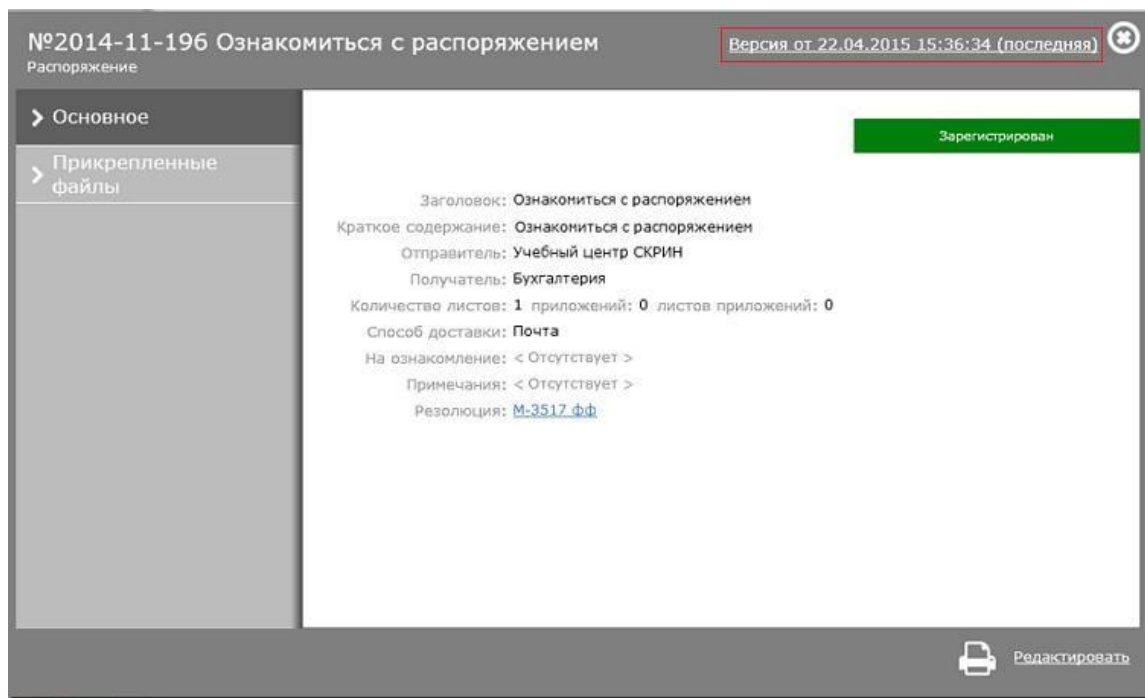 №2014-11-196 Ознакомиться с распоряжением
Версия от 22.04.2015 15:36:34 (последняя)
Распоряжение
Основное
Прикрепленные
файлы
Зарегистрирован
Заголовок: Ознакомиться с распоряжением
Краткое содержание: Ознакомиться с распоряжением
Отправитель: Учебный центр СКРИН
Получатель: Бухгалтерия
Количество листов: 1 приложений: 0 листов приложений: 0
Способ доставки: Почта
На ознакомление: < Отсутствует >
Примечания: < Отсутствует >
Резолюция: М-3517 фф
Редактировать